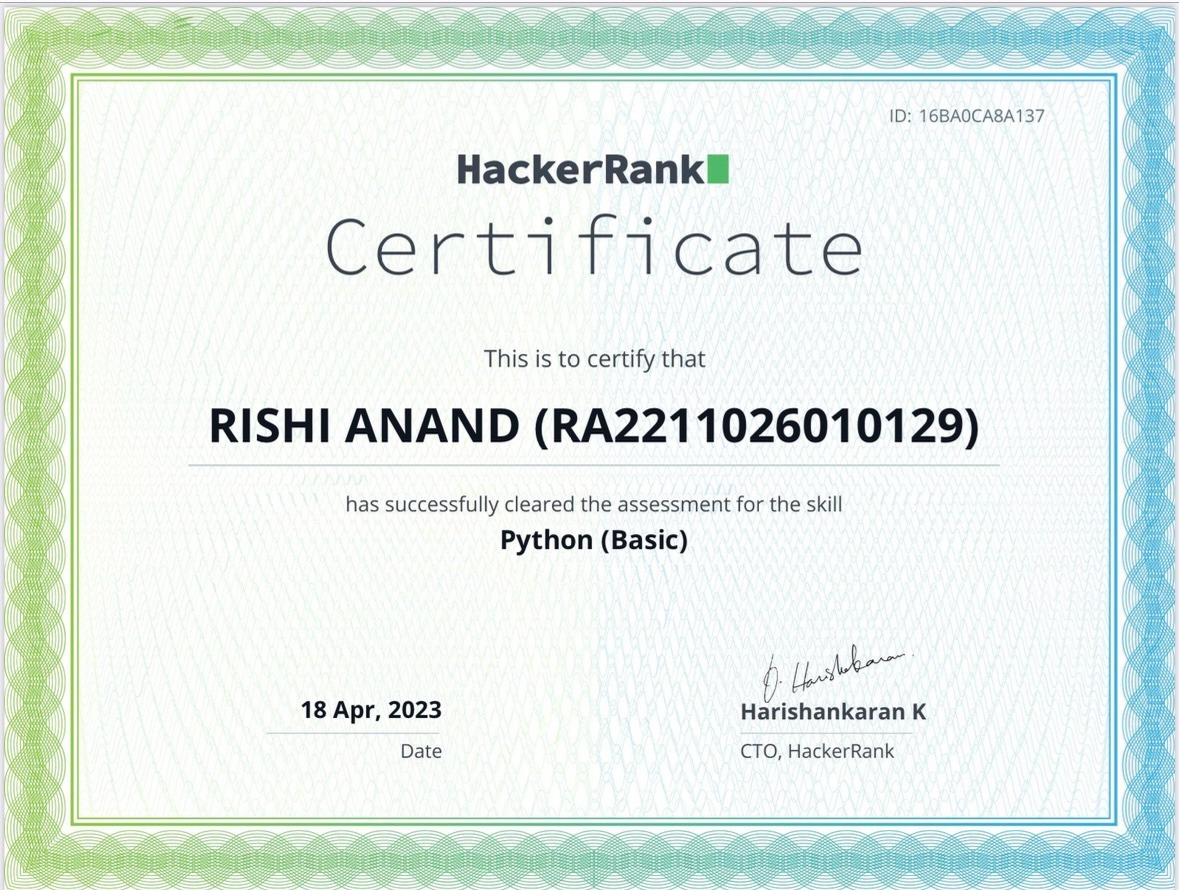 ID: 16BA0CA8A137
HackerRank
Certificate
This is to certify that
RISHI ANAND (RA2211026010129)
has successfully cleared the assessment for the skill
Python (Basic)
18 Apr, 2023
Date
Harishankaran K
CTO, HackerRank